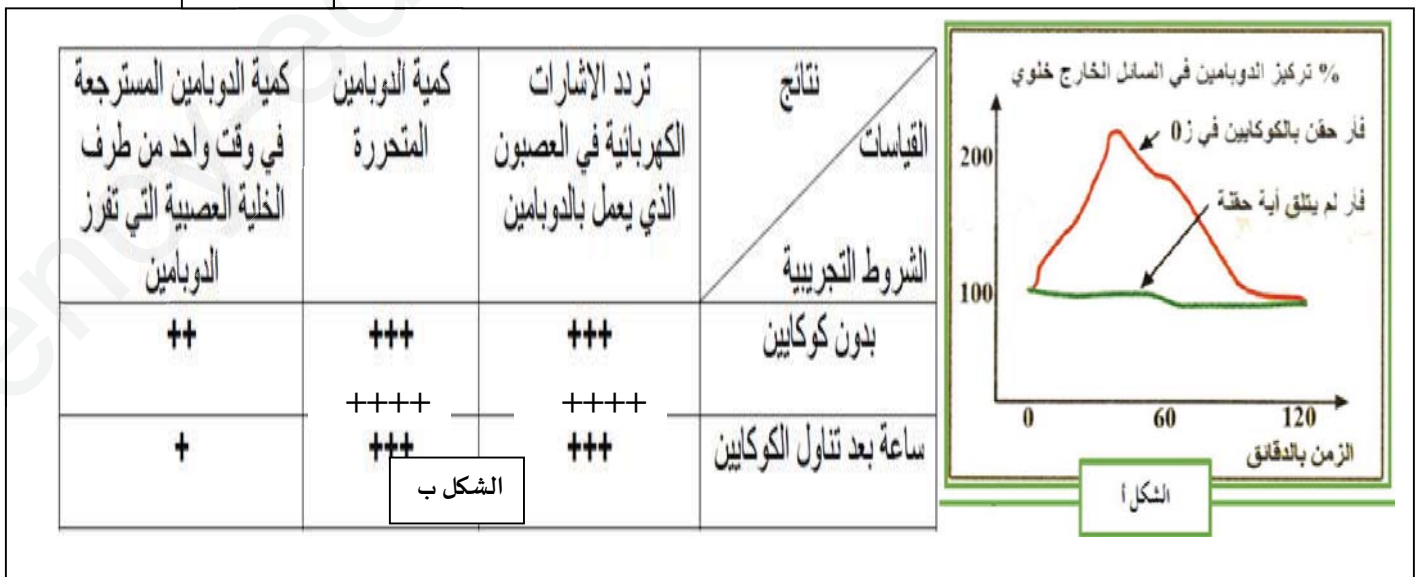 % تركيز الدوبامين في السائل الخارج خلوي
فأر حقن بالكوكايين في ز0
فأر لم يتلق أية حقنة
200
100
0 60 120
الزمن بالدقائق
الشكل أ
نتائج
القياسات
الشروط التجريبية
تردد الاشارات
الكهربائية في العصبون
الذي يعمل بالدوبامين
كمية الدوبامين
المتحررة
كمية الدوبامين المسترجعة
في وقت واحد من طرف
الخلية العصبية التي تفرز
الدوبامين
بدون كوكايين +++ +++ ++
++++ ++++
ساعة بعد تناول الكوكايين +++ +++ +
الشكل ب